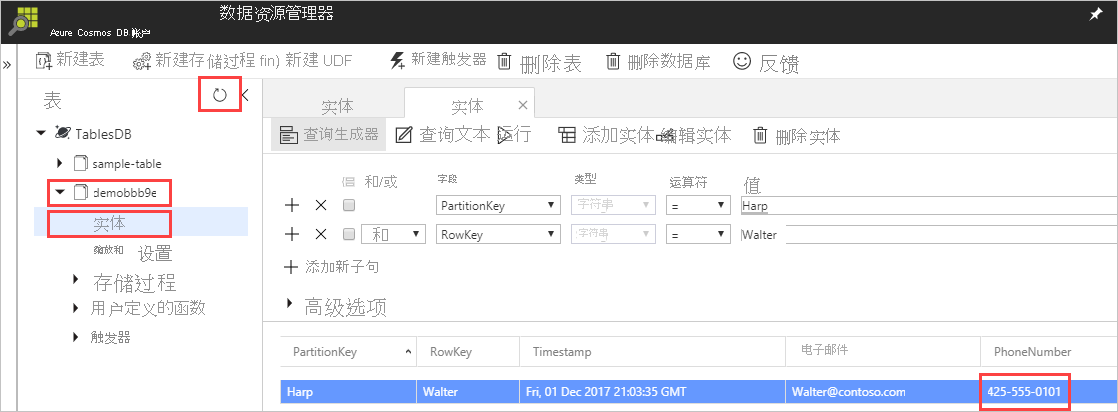 数据资源管理器
Azure Cosmos DB 帐户
新建表 新建存储过程 fin) 新建 UDF 新建触发器 删除表 删除数据库 反馈
表
TablesDB
sample-table
demobbb9e
实体
缩放和 设置
存储过程
用户定义的函数
触发器
实体 实体
查询生成器 查询文本 运行 添加实体 编辑实体 删除实体
和/或 字段 类型 运算符 值
PartitionKey 字符串 = Harp
和 RowKey 字符串 = Walter
添加新子句
高级选项
PartitionKey RowKey Timestamp 电子邮件 PhoneNumber
Harp Walter Fri, 01 Dec 2017 21:03:35 GMT Walter@contoso.com 425-555-0101